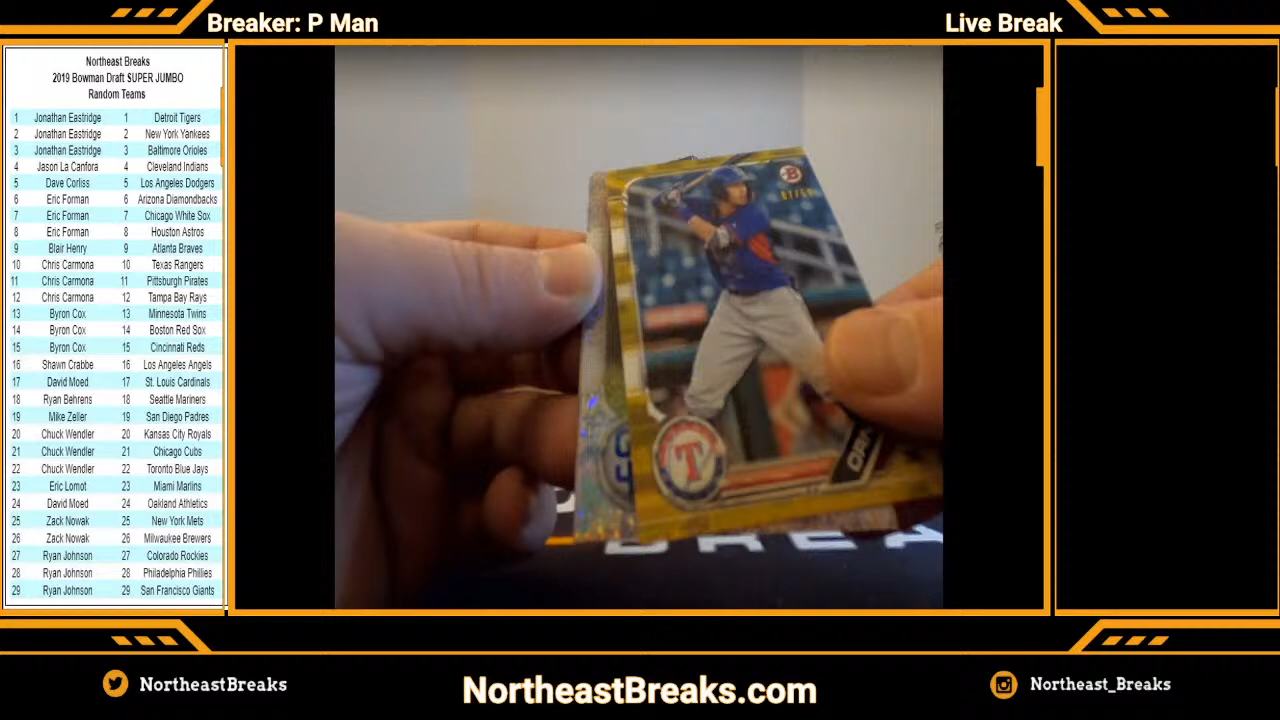 Breaker: P Man
Live Break
Northeast Breaks
2019 Bowman Draft SUPER JUMBO
Random Teams
1 Jonathan Eastridge 1 Detroit Tigers
2 Jonathan Eastridge 2 New York Yankees
3 Jonathan Eastridge 3 Baltimore Orioles
4 Jason La Canfora 4 Cleveland Indians
5 Dave Corliss 5 Los Angeles Dodgers
6 Eric Forman 6 Arizona Diamondbacks
7 Eric Forman 7 Chicago White Sox
8 Eric Forman 8 Houston Astros
9 Blair Henry 9 Atlanta Braves
10 Chris Carmona 10 Texas Rangers
11 Chris Carmona 11 Pittsburgh Pirates
12 Chris Carmona 12 Tampa Bay Rays
13 Byron Cox 13 Minnesota Twins
14 Byron Cox 14 Boston Red Sox
15 Byron Cox 15 Cincinnati Reds
16 Shawn Crabbe 16 Los Angeles Angels
17 David Moed 17 St. Louis Cardinals
18 Ryan Behrens 18 Seattle Mariners
19 Mike Zeller 19 San Diego Padres
20 Chuck Wendler 20 Kansas City Royals
21 Chuck Wendler 21 Chicago Cubs
22 Chuck Wendler 22 Toronto Blue Jays
23 Eric Lomot 23 Miami Marlins
24 David Moed 24 Oakland Athletics
25 Zack Nowak 25 New York Mets
26 Zack Nowak 26 Milwaukee Brewers
27 Ryan Johnson 27 Colorado Rockies
28 Ryan Johnson 28 Philadelphia Phillies
29 Ryan Johnson 29 San Francisco Giants
B
T
NortheastBreaks
NortheastBreaks.com
Northeast_Breaks